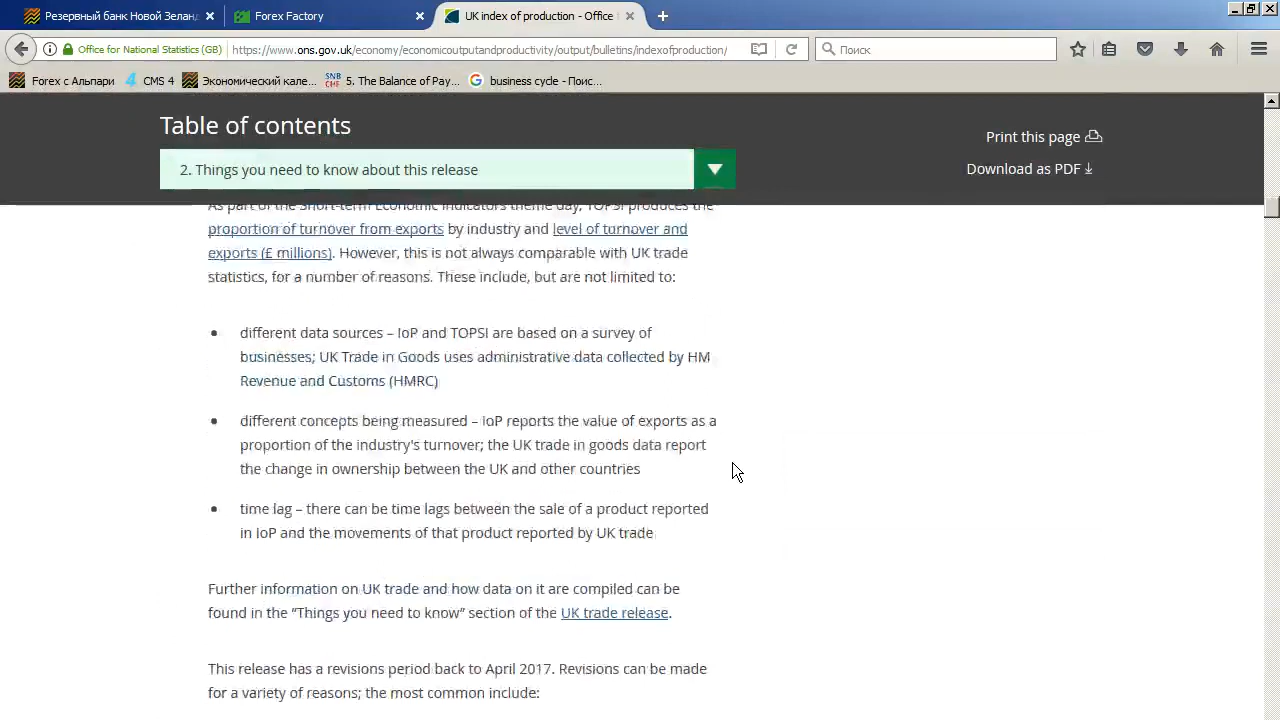 Резервный банк Новой Зелан
Forex Factory
UK index of production - Office
Office for National Statistics (GB)
https://www.ons.gov.uk/economy/economicoutputandproductivity/output/bulletins/indexofproduction/
Поиск
Forex с Альпари
CMS 4
Экономический кале...
SNB CHF
5. The Balance of Pay...
business cycle - Поис...
Table of contents
Print this page
2. Things you need to know about this release
Download as PDF
As part of the Short-term Economic Indicators theme day, TOPSI produces the
proportion of turnover from exports by industry and level of turnover and
exports (£ millions). However, this is not always comparable with UK trade
statistics, for a number of reasons. These include, but are not limited to:
different data sources – IoP and TOPSI are based on a survey of
businesses; UK Trade in Goods uses administrative data collected by HM
Revenue and Customs (HMRC)
different concepts being measured – IoP reports the value of exports as a
proportion of the industry's turnover; the UK trade in goods data report
the change in ownership between the UK and other countries
time lag – there can be time lags between the sale of a product reported
in IoP and the movements of that product reported by UK trade
Further information on UK trade and how data on it are compiled can be
found in the “Things you need to know” section of the UK trade release.
This release has a revisions period back to April 2017. Revisions can be made
for a variety of reasons; the most common include: